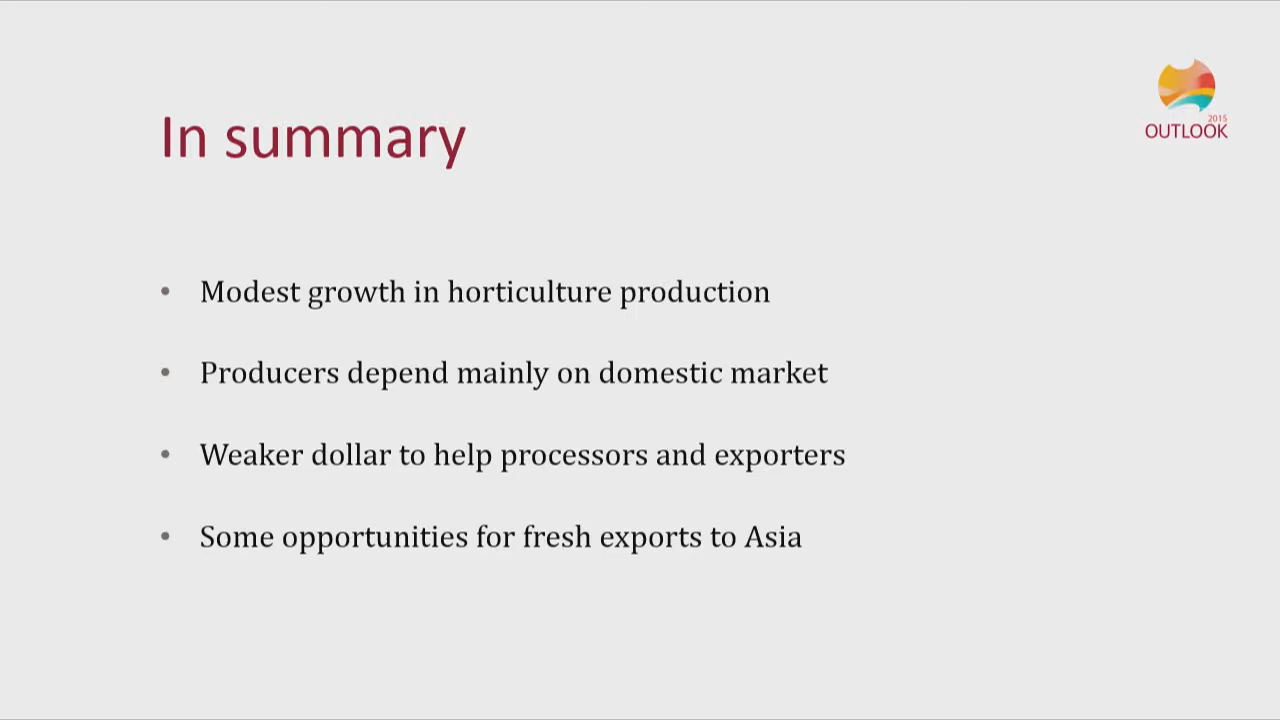 2015
OUTLOOK
In summary
• Modest growth in horticulture production
• Producers depend mainly on domestic market
• Weaker dollar to help processors and exporters
• Some opportunities for fresh exports to Asia